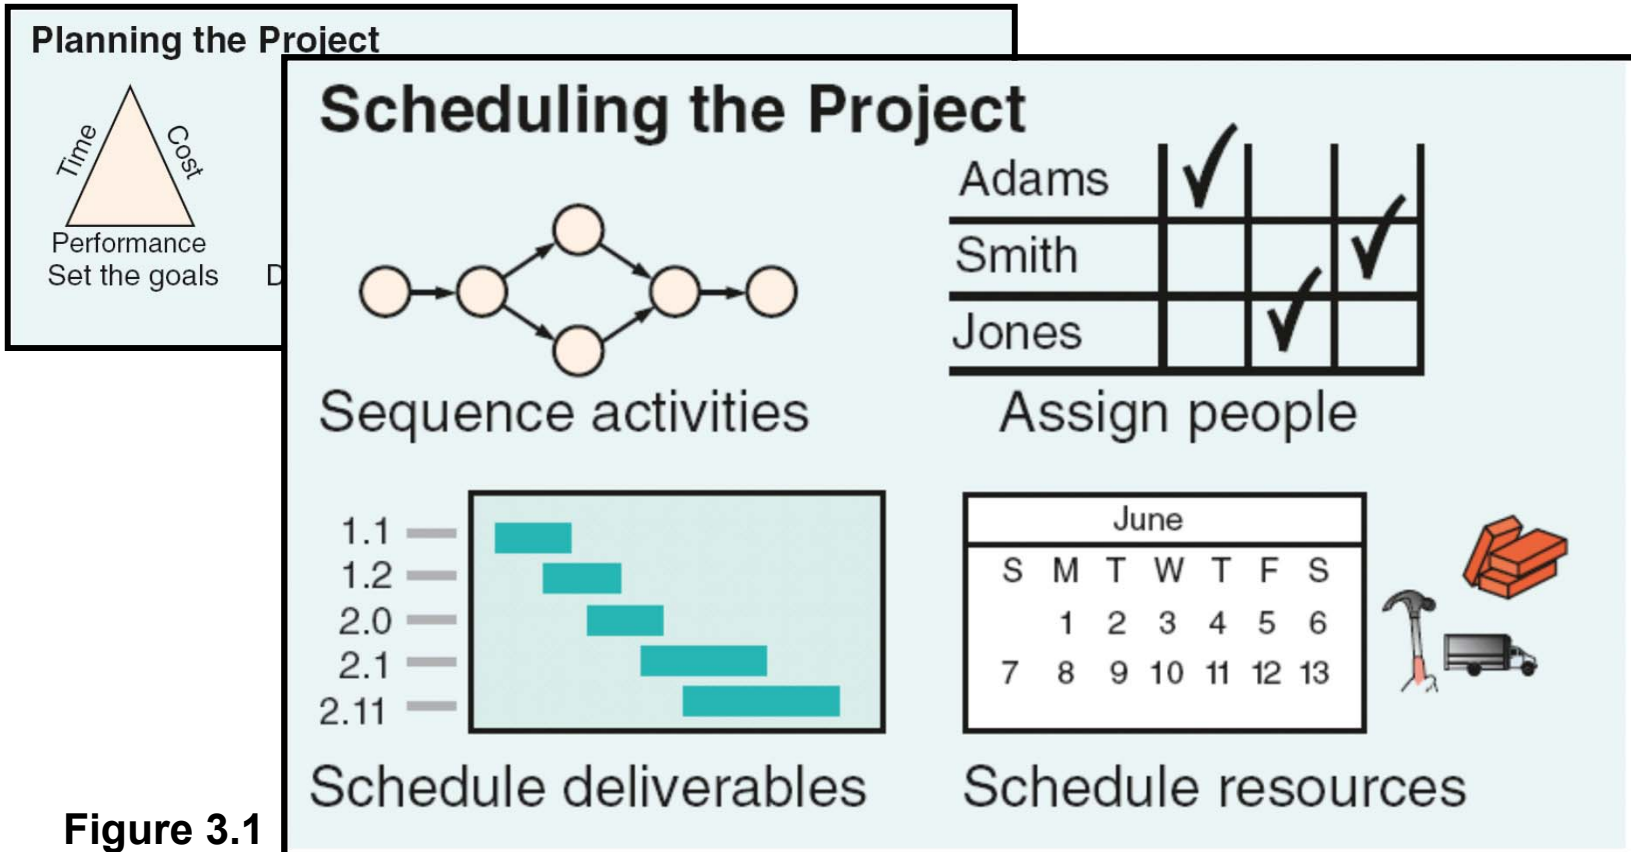 Planning the Project
Time
Cost
Performance
Set the goals
D
Scheduling the Project
Sequence activities
Adams
Smith
Jones
Assign people
1.1
1.2
2.0
2.1
2.11
Schedule deliverables
June
S M T W T F S
1 2 3 4 5 6
7 8 9 10 11 12 13
Schedule resources
Figure 3.1